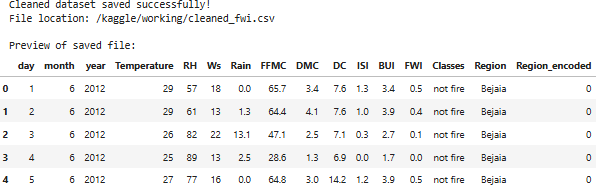 Cleaned dataset saved successfully!
File location: /kaggle/working/cleaned_fwi.csv
Preview of saved file:
day month year Temperature RH Ws Rain FFMC DMC DC ISI BUI FWI Classes Region Region_encoded
0 1 6 2012 29 57 18 0.0 65.7 3.4 7.6 1.3 3.4 0.5 not fire Bejaia 0
1 2 6 2012 29 61 13 1.3 64.4 4.1 7.6 1.0 3.9 0.4 not fire Bejaia 0
2 3 6 2012 26 82 22 13.1 47.1 2.5 7.1 0.3 2.7 0.1 not fire Bejaia 0
3 4 6 2012 25 89 13 2.5 28.6 1.3 6.9 0.0 1.7 0.0 not fire Bejaia 0
4 5 6 2012 27 77 16 0.0 64.8 3.0 14.2 1.2 3.9 0.5 not fire Bejaia 0